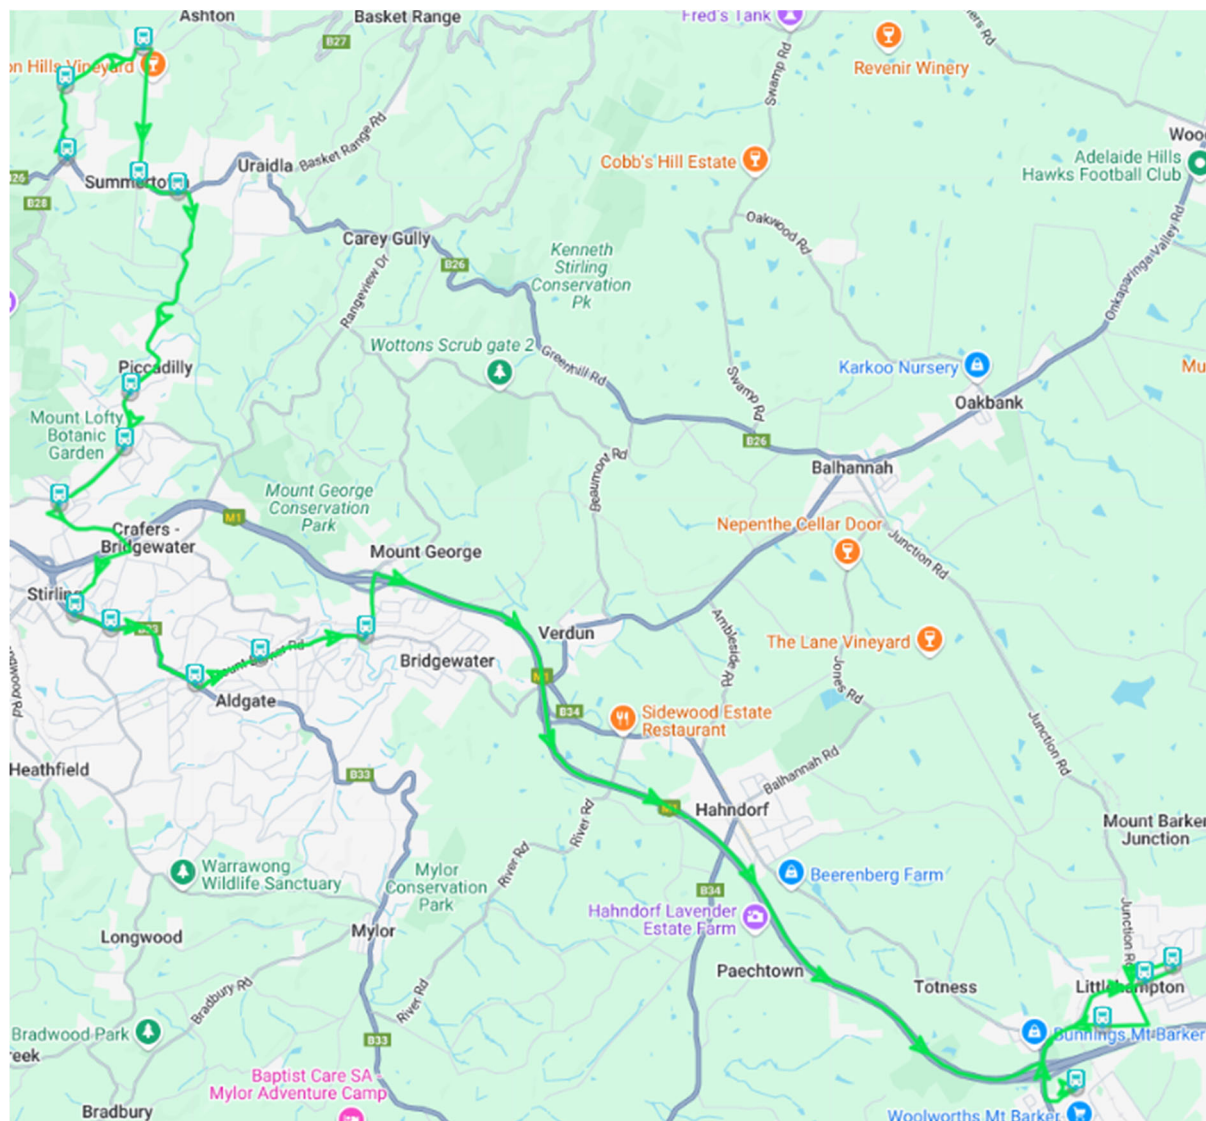 Ashton
Basket Range
Fred's Tank
B27
on Hills Vineyard
Swamp Rd
Revenir Winery
Basket Range Rd
Uraidla
Cobb's Hill Estate
Adelaide Hills
Hawks Football Club
B26
B28
Oakwood Rd
Carey Gully
B26
Kenneth
Stirling
Conservation
Pk
Rangeview Dr
Onkaparinga Valley Rd
Wottons Scrub gate 2
Greenhill Rd
Piccadilly
Karkoo Nursery
Swamp Rd
Oakbank
Mount Lofty
Botanic
Garden
B26
Balhannah
Beaumont Rd
Mount George
Conservation
Park
M1
Crafers -
Bridgewater
Nepenthe Cellar Door
Junction Rd
Mount George
Stirling
B33
Verdun
Ambleside Rd
The Lane Vineyard
Bridgewater
Aldgate
M1
Jones Rd
B34
Sidewood Estate
Restaurant
Junction Rd
Heathfield
B33
Balhannah Rd
M1
Hahndorf
River Rd
Mount Barker
Junction
Warrawong
Wildlife Sanctuary
Mylor
Conservation
Park
River Rd
Beerenberg Farm
B34
Hahndorf Lavender
Estate Farm
Junction Rd
Longwood
Mylor
Paechtown
Totness
Littlehampton
Bradbury Rd
River Rd
Bradwood Park
B33
Bunnings Mt Barker
reek
Baptist Care SA -
Mylor Adventure Camp
Bradbury
Woolworths Mt Barker